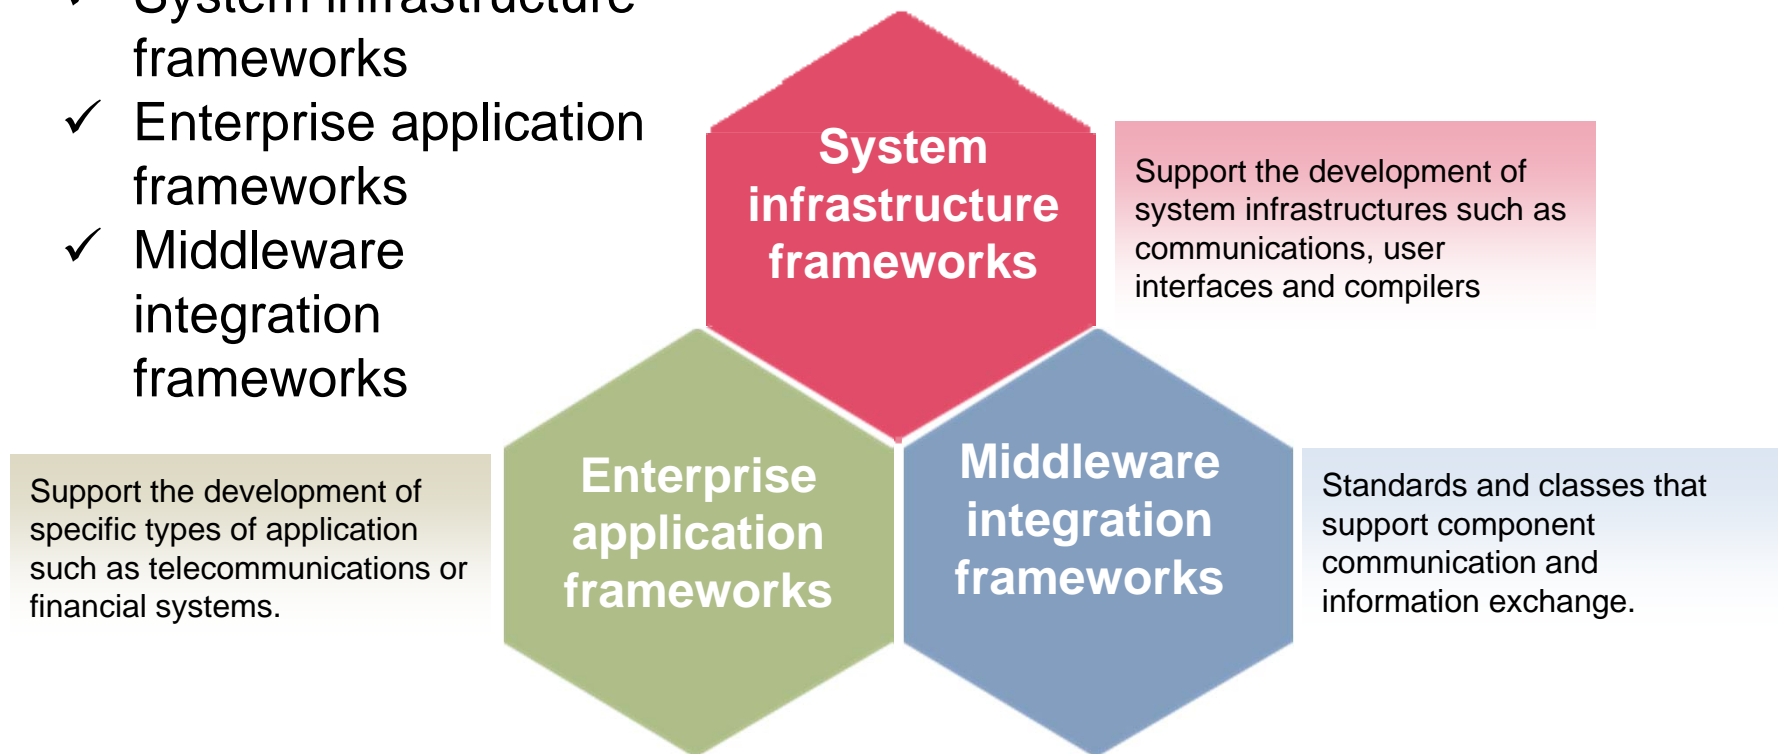 ✓ System infrastructure
frameworks
✓ Enterprise application
frameworks
✓ Middleware
integration
frameworks
System
infrastructure
frameworks
Support the development of
system infrastructures such as
communications, user
interfaces and compilers
Support the development of
specific types of application
such as telecommunications or
financial systems.
Enterprise
application
frameworks
Middleware
integration
frameworks
Standards and classes that
support component
communication and
information exchange.